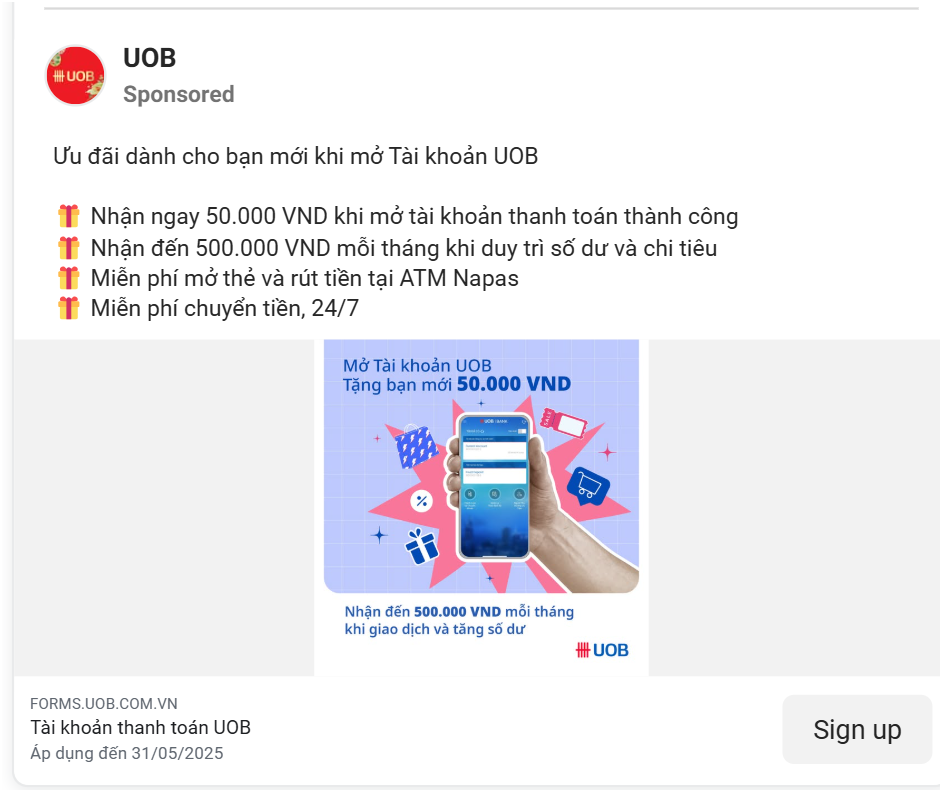 UOB
UOB
Sponsored
Ưu đãi dành cho bạn mới khi mở Tài khoản UOB
Nhận ngay 50.000 VND khi mở tài khoản thanh toán thành công
Nhận đến 500.000 VND mỗi tháng khi duy trì số dư và chi tiêu
Miễn phí mở thẻ và rút tiền tại ATM Napas
Miễn phí chuyển tiền, 24/7
Mở Tài khoản UOB
Tặng bạn mới 50.000 VND
%
Nhận đến 500.000 VND mỗi tháng
khi giao dịch và tăng số dư
UOB
FORMS.UOB.COM.VN
Tài khoản thanh toán UOB
Áp dụng đến 31/05/2025
Sign up